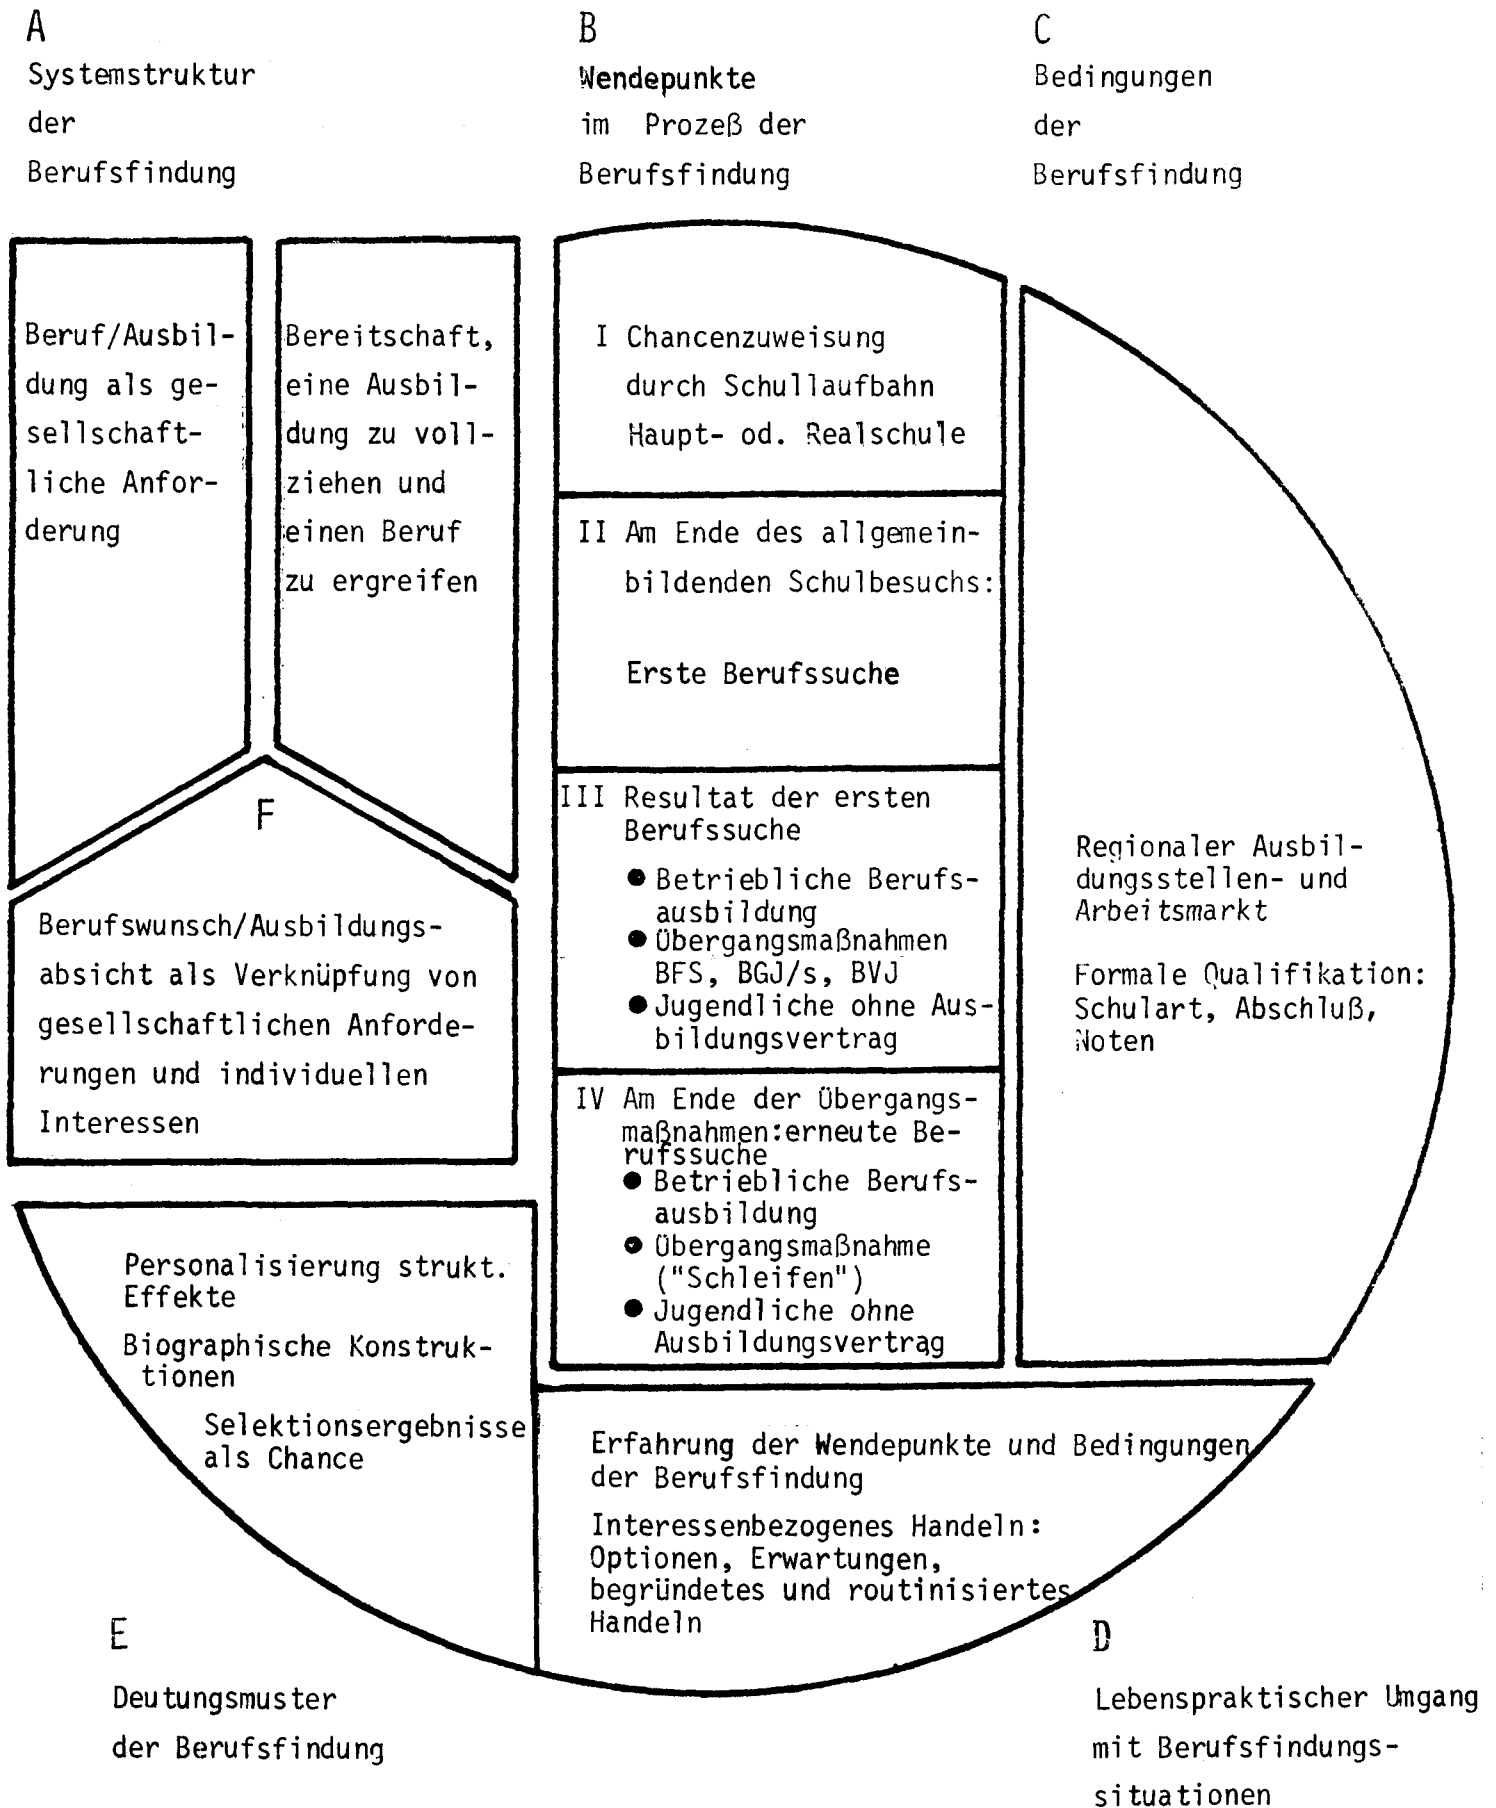 A
Systemstruktur
der
Berufsfindung
B
Wendepunkte
im Prozeß der
Berufsfindung
C
Bedingungen
der
Berufsfindung
Beruf/Ausbil-
dung als ge-
sellschaft-
liche Anfor-
derung
Bereitschaft,
eine Ausbil-
dung zu voll-
ziehen und
einen Beruf
zu ergreifen
F
Berufswunsch/Ausbildungs-
absicht als Verknüpfung von
gesellschaftlichen Anforde-
rungen und individuellen
Interessen
I Chancenzuweisung
durch Schullaufbahn
Haupt- od. Realschule
II Am Ende des allgemein-
bildenden Schulbesuchs:
Erste Berufssuche
III Resultat der ersten
Berufssuche
● Betriebliche Berufs-
ausbildung
● Übergangsmaßnahmen
BFS, BGJ/s, BVJ
● Jugendliche ohne Aus-
bildungsvertrag
IV Am Ende der Übergangs-
maßnahmen:erneute Be-
rufssuche
● Betriebliche Berufs-
ausbildung
● Übergangsmaßnahme
("Schleifen")
● Jugendliche ohne
Ausbildungsvertrag
Regionaler Ausbil-
dungsstellen- und
Arbeitsmarkt
Formale Qualifikation:
Schulart, Abschluß,
Noten
Personalisierung strukt.
Effekte
Biographische Konstruk-
tionen
Selektionsergebnisse
als Chance
Erfahrung der Wendepunkte und Bedingungen
der Berufsfindung
Interessenbezogenes Handeln:
Optionen, Erwartungen,
begründetes und routinisiertes
Handeln
E
Deutungsmuster
der Berufsfindung
D
Lebenspraktischer Umgang
mit Berufsfindungs-
situationen